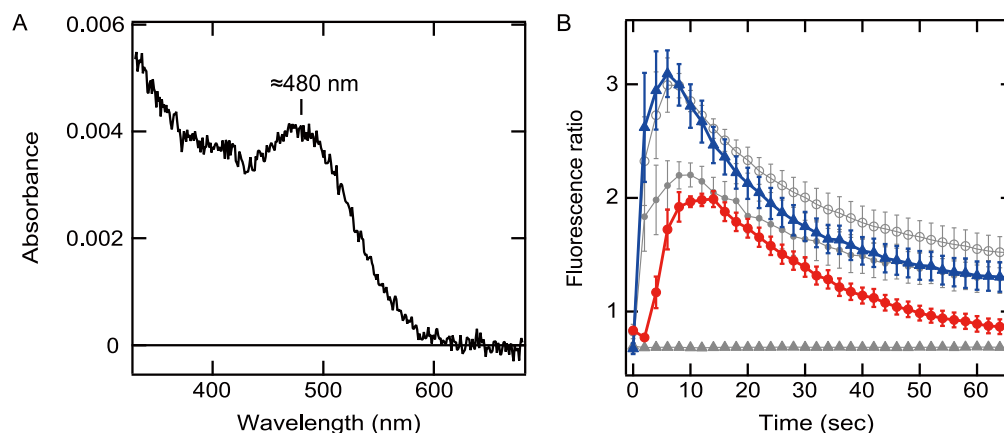 A
0.006
0.004
0.002
0
≈480 nm
400
500
600
Absorbance
Wavelength (nm)
B
3
2
1
0
10
20
30
40
50
60
Fluorescence ratio
Time (sec)